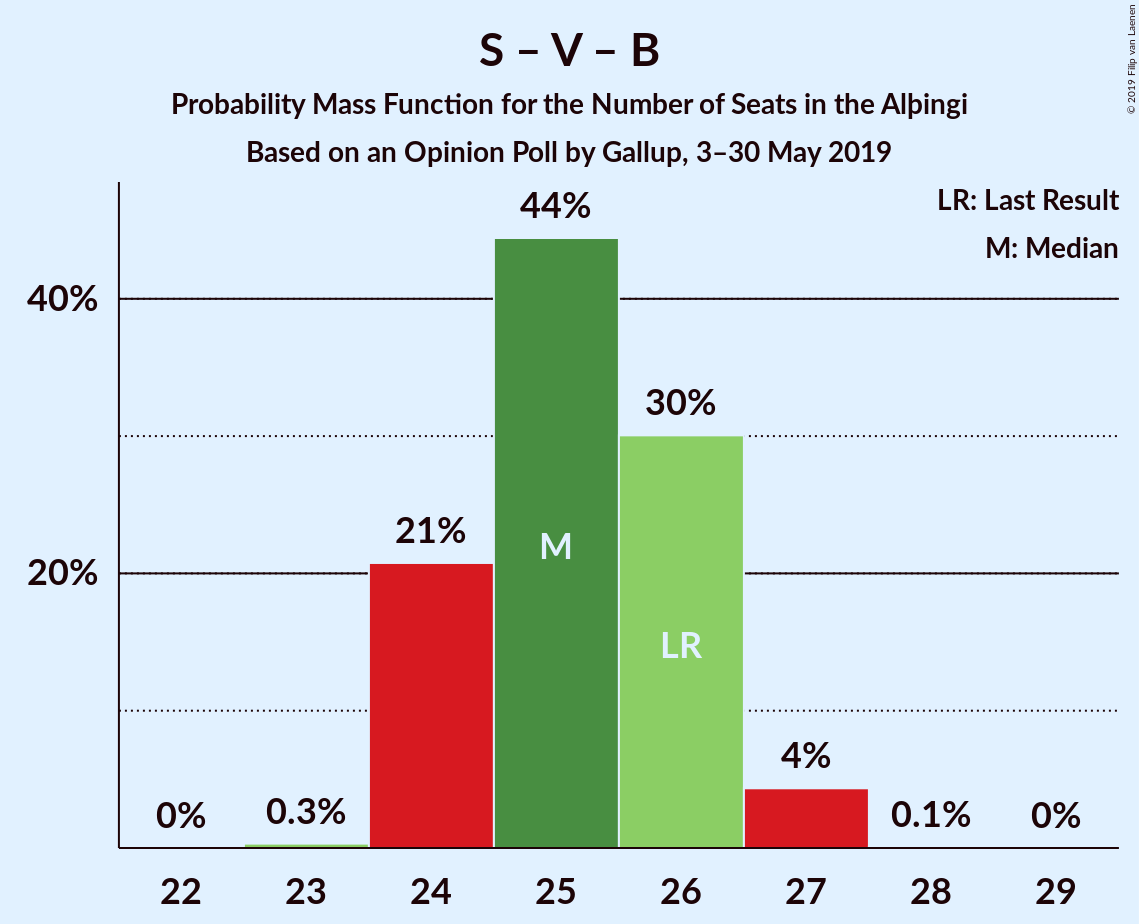 S – V – B
Probability Mass Function for the Number of Seats in the Alþingi
Based on an Opinion Poll by Gallup, 3–30 May 2019
© 2019 Filip van Laenen
LR: Last Result
M: Median
44%
40%
30%
21%
20%
M
LR
4%
0%
0.3%
0.1%
0%
22
23
24
25
26
27
28
29